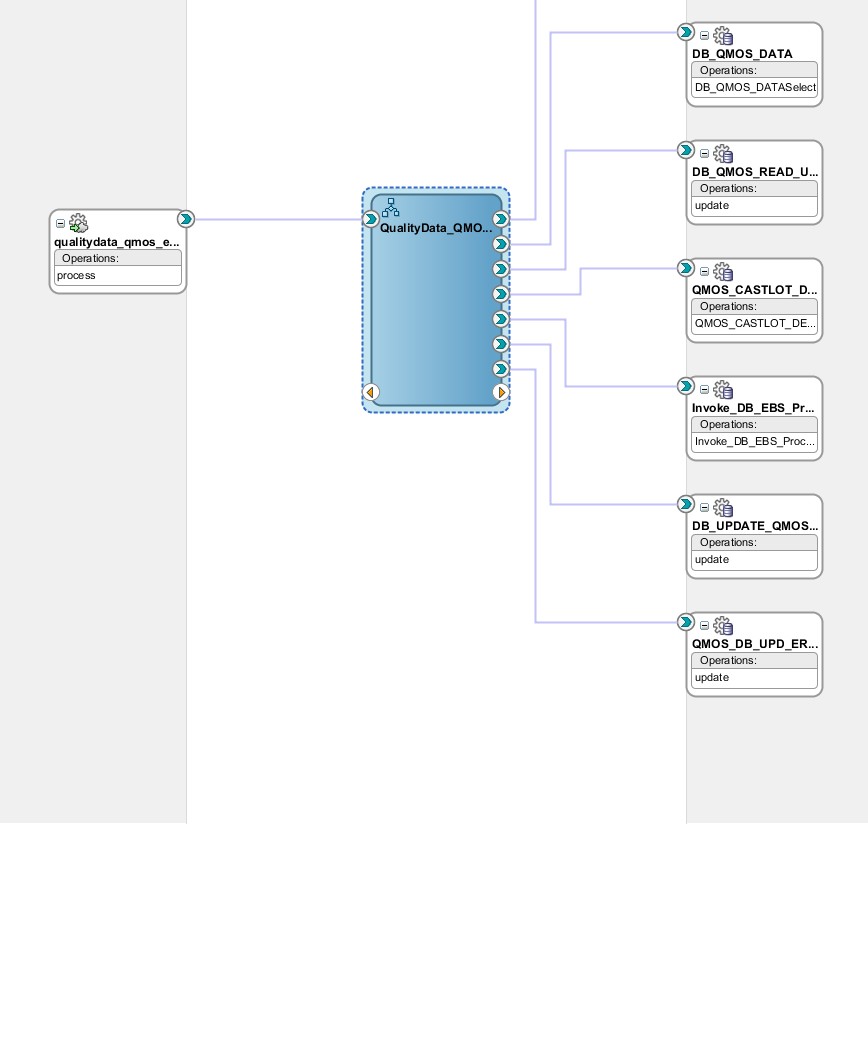 qualitydata_qmos_e...
Operations:
process
QualityData_QMO...
DB_QMOS_DATA
Operations:
DB_QMOS_DATASelect
DB_QMOS_READ_U...
Operations:
update
QMOS_CASTLOT_D...
Operations:
QMOS_CASTLOT_DE...
Invoke_DB_EBS_Pr...
Operations:
Invoke_DB_EBS_Proc...
DB_UPDATE_QMOS...
Operations:
update
QMOS_DB_UPD_ER...
Operations:
update